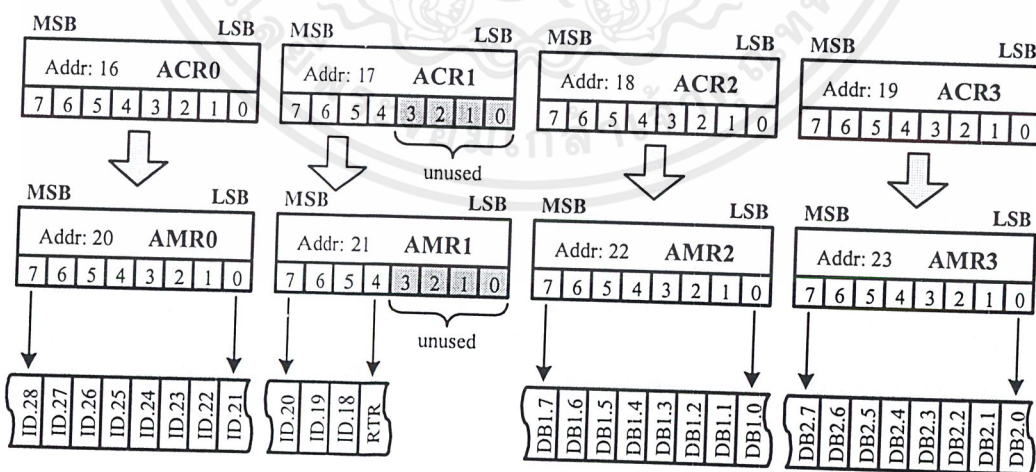 MSB LSB MSB LSB MSB LSB MSB LSB
Addr: 16 ACR0 Addr: 17 ACR1 Addr: 18 ACR2 Addr: 19 ACR3
7 6 5 4 3 2 1 0 7 6 5 4 3 2 1 0 7 6 5 4 3 2 1 0 7 6 5 4 3 2 1 0
unused
MSB LSB MSB LSB MSB LSB MSB LSB
Addr: 20 AMR0 Addr: 21 AMR1 Addr: 22 AMR2 Addr: 23 AMR3
7 6 5 4 3 2 1 0 7 6 5 4 3 2 1 0 7 6 5 4 3 2 1 0 7 6 5 4 3 2 1 0
unused
ID.28 ID.27 ID.26 ID.25 ID.24 ID.23 ID.22 ID.21 ID.20 ID.19 ID.18 RTR DB1.7 DB1.6 DB1.5 DB1.4 DB1.3 DB1.2 DB1.1 DB1.0 DB2.7 DB2.6 DB2.5 DB2.4 DB2.3 DB2.2 DB2.1 DB2.0